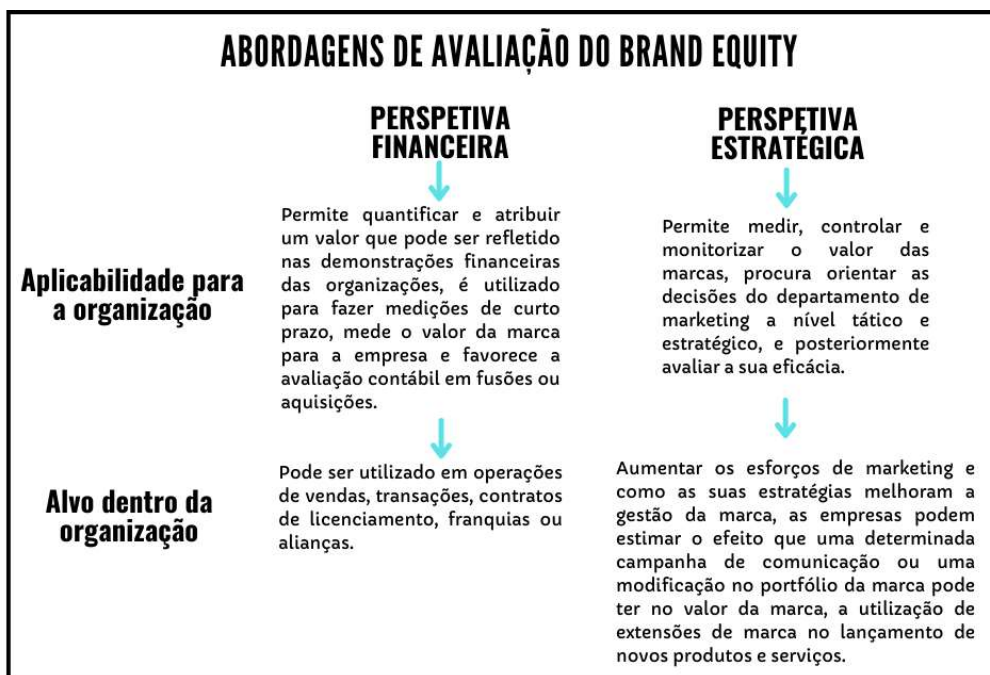 ABORDAGENS DE AVALIAÇÃO DO BRAND EQUITY
PERSPETIVA
FINANCEIRA
PERSPETIVA
ESTRATÉGICA
Aplicabilidade para
a organização
Permite quantificar e atribuir
um valor que pode ser refletido
nas demonstrações financeiras
das organizações, é utilizado
para fazer medições de curto
prazo, mede o valor da marca
para a empresa e favorece a
avaliação contábil em fusões ou
aquisições.
Permite medir, controlar e
monitorizar o valor das
marcas, procura orientar as
decisões do departamento de
marketing a nível tático e
estratégico, e posteriormente
avaliar a sua eficácia.
Alvo dentro da
organização
Pode ser utilizado em operações
de vendas, transações, contratos
de licenciamento, franquias ou
alianças.
Aumentar os esforços de marketing e
como as suas estratégias melhoram a
gestão da marca, as empresas podem
estimar o efeito que uma determinada
campanha de comunicação ou uma
modificação no portfólio da marca pode
ter no valor da marca, a utilização de
extensões de marca no lançamento de
novos produtos e serviços.